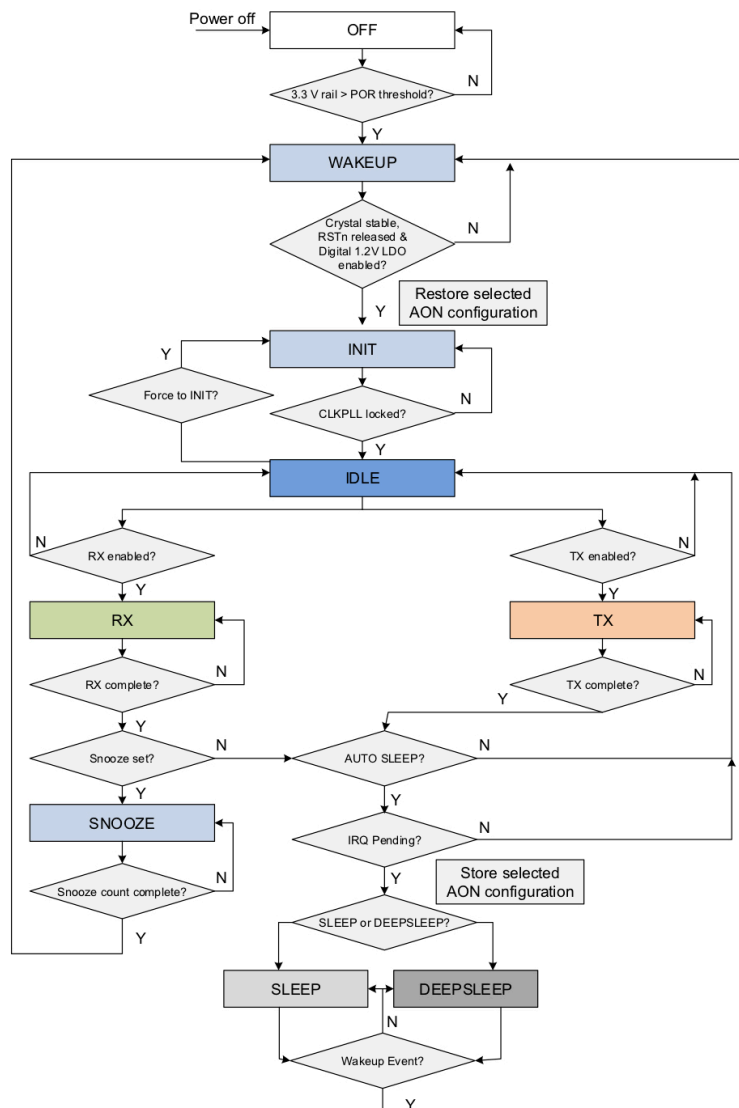 Power off
OFF
N
3.3 V rail > POR threshold?
Y
WAKEUP
Crystal stable,
RSTn released &
Digital 1.2V LDO
enabled?
N
Y
Restore selected
AON configuration
Y
INIT
Force to INIT?
N
CLKPLL locked?
Y
IDLE
N
RX enabled?
TX enabled?
N
Y
Y
RX
TX
N
RX complete?
TX complete?
N
Y
Y
Snooze set?
N
AUTO SLEEP?
N
Y
Y
SNOOZE
IRQ Pending?
N
N
Snooze count complete?
Y
Store selected
AON configuration
Y
SLEEP or DEEPSLEEP?
SLEEP
DEEPSLEEP
N
Wakeup Event?
Y